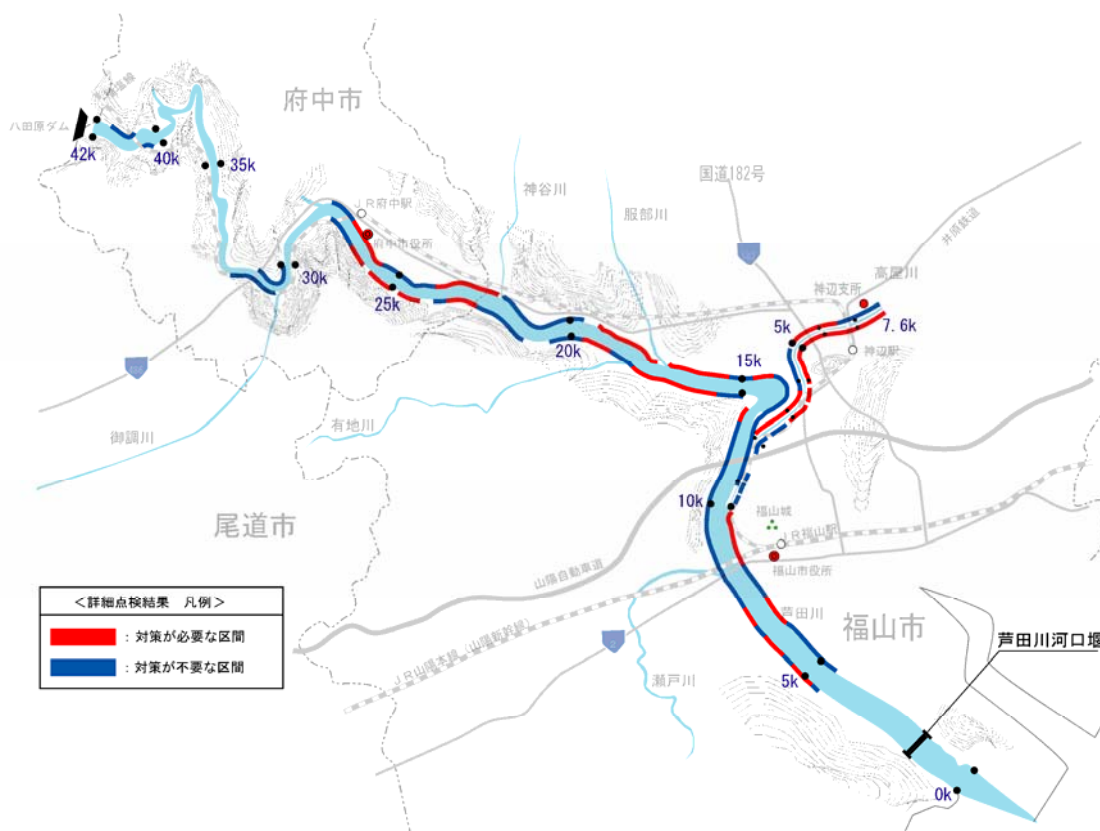 府中市
八田原ダム
42k
40k
35k
神谷川
国道182号
JR府中駅
服部川
井原鉄道
府中市役所
高屋川
神辺支所
30k
25k
5k
7.6k
20k
神辺駅
15k
有地川
御調川
10k
福山城
尾道市
JR福山駅
山陽自動車道
福山市役所
<詳細点検結果 凡例>
:対策が必要な区間
:対策が不要な区間
芦田川
福山市
芦田川河口堰
2
JR山陽本線(山陽新幹線)
瀬戸川
5k
0k